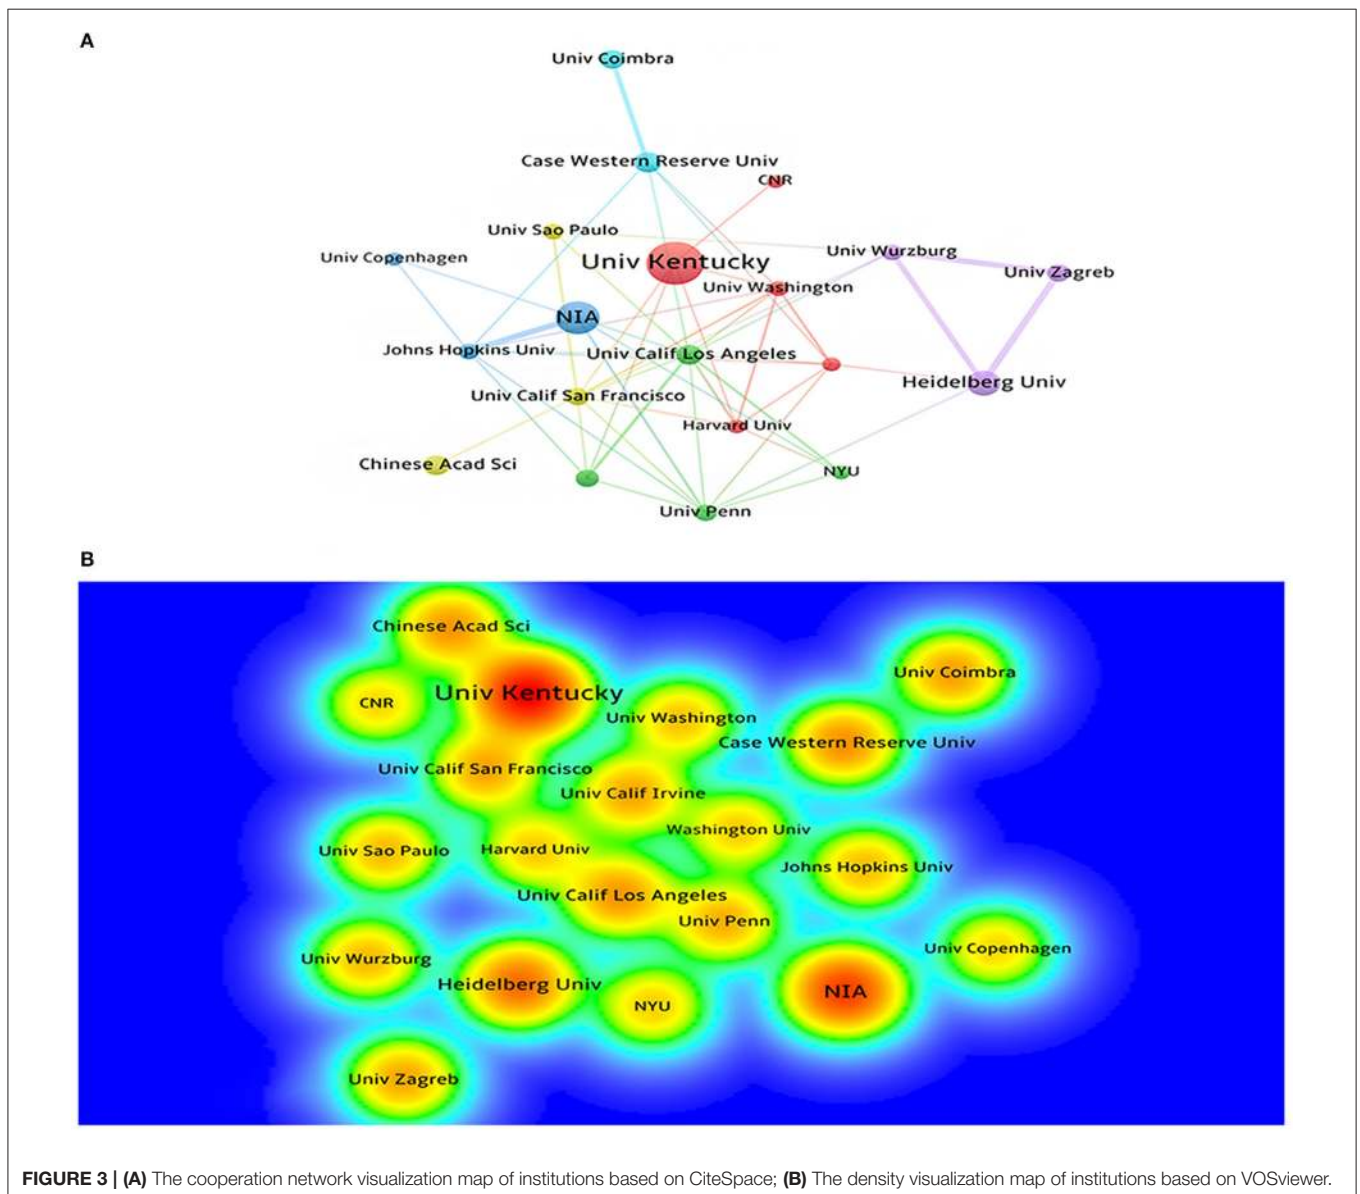 A
Univ Coimbra
Case Western Reserve Univ
CNR
Univ Sao Paulo
Univ Wurzburg
Univ Copenhagen
Univ Kentucky
Univ Zagreb
Univ Washington
NIA
Johns Hopkins Univ
Univ Calif Los Angeles
Heidelberg Univ
Univ Calif San Francisco
Harvard Univ
Chinese Acad Sci
NYU
Univ Penn
B
Chinese Acad Sci
Univ Coimbra
Univ Kentucky
CNR
Univ Washington
Case Western Reserve Univ
Univ Calif San Francisco
Univ Calif Irvine
Washington Univ
Univ Sao Paulo
Harvard Univ
Johns Hopkins Univ
Univ Calif Los Angeles
Univ Penn
Univ Copenhagen
Univ Wurzburg
Heidelberg Univ
NIA
NYU
Univ Zagreb
FIGURE 3 | (A) The cooperation network visualization map of institutions based on CiteSpace; (B) The density visualization map of institutions based on VOSviewer.